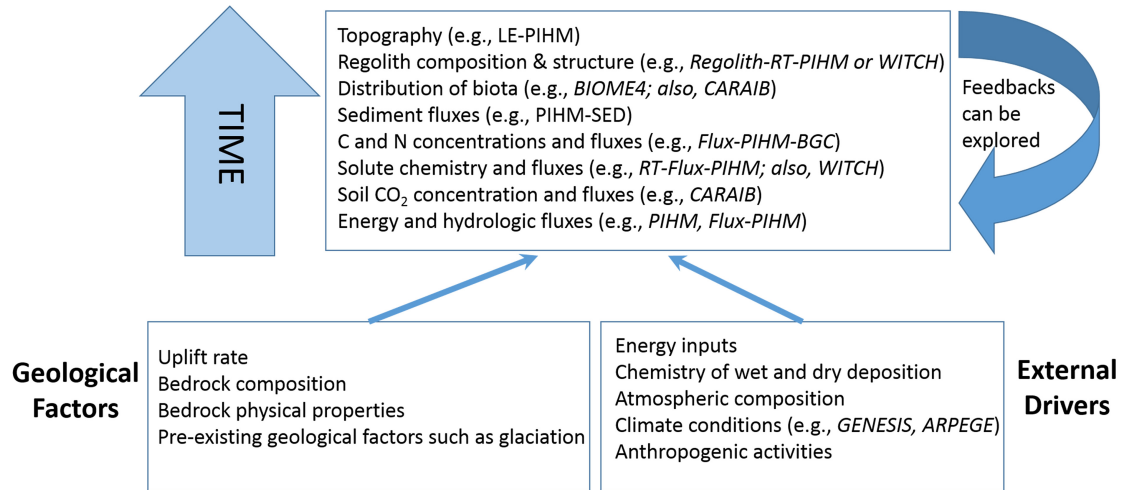 TIME
Topography (e.g., LE-PIHM)
Regolith composition & structure (e.g., Regolith-RT-PIHM or WITCH)
Distribution of biota (e.g., BIOME4; also, CARAIB)
Sediment fluxes (e.g., PIHM-SED)
C and N concentrations and fluxes (e.g., Flux-PIHM-BGC)
Solute chemistry and fluxes (e.g., RT-Flux-PIHM; also, WITCH)
Soil CO2 concentration and fluxes (e.g., CARAIB)
Energy and hydrologic fluxes (e.g., PIHM, Flux-PIHM)
Feedbacks
can be
explored
Geological
Factors
Uplift rate
Bedrock composition
Bedrock physical properties
Pre-existing geological factors such as glaciation
Energy inputs
Chemistry of wet and dry deposition
Atmospheric composition
Climate conditions (e.g., GENESIS, ARPEGE)
Anthropogenic activities
External
Drivers